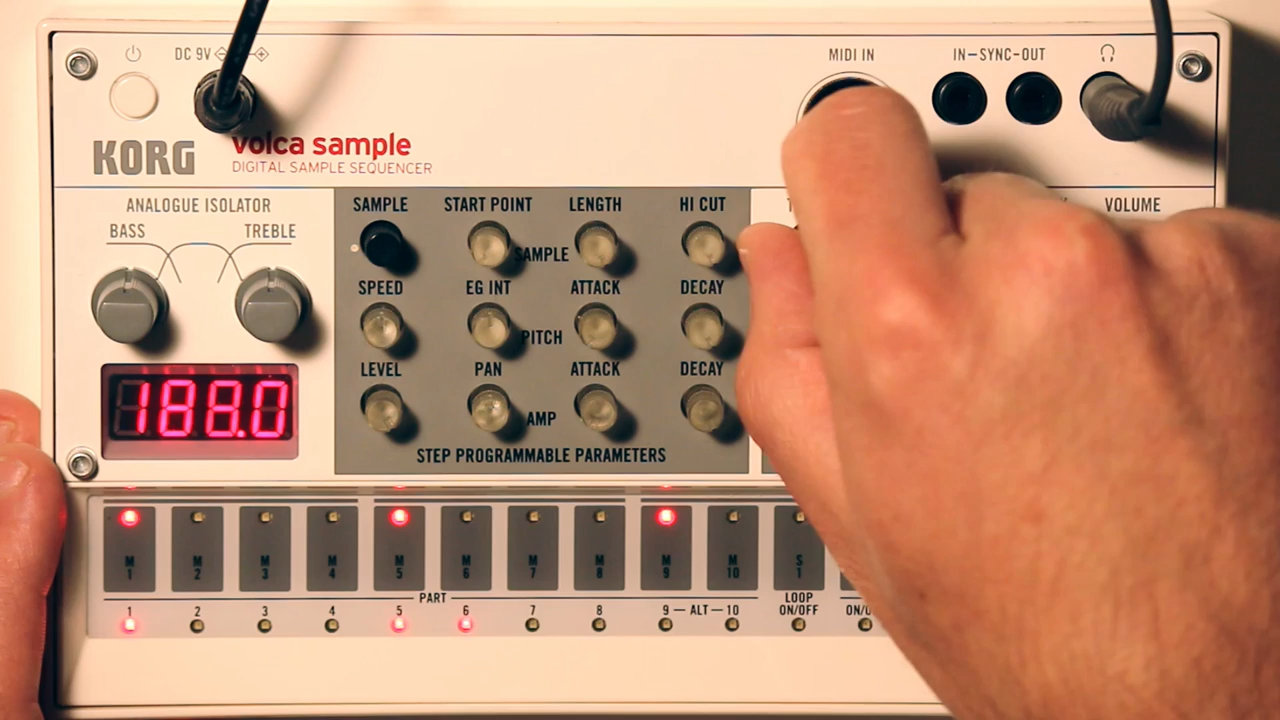 DC 9V
MIDI IN
IN-SYNC-OUT
KORG
volca sample
DIGITAL SAMPLE SEQUENCER
ANALOGUE ISOLATOR
BASS
TREBLE
SAMPLE
START POINT
LENGTH
HI CUT
VOLUME
SAMPLE
SPEED
EG INT
ATTACK
DECAY
PITCH
LEVEL
PAN
ATTACK
DECAY
188.0
AMP
STEP PROGRAMMABLE PARAMETERS
M 1
M 2
M 3
M 4
M 5
M 6
M 7
M 8
M 9
M 10
S 1
PART
LOOP
1 2 3 4 5 6 7 8 9 — ALT — 10
ON/OFF